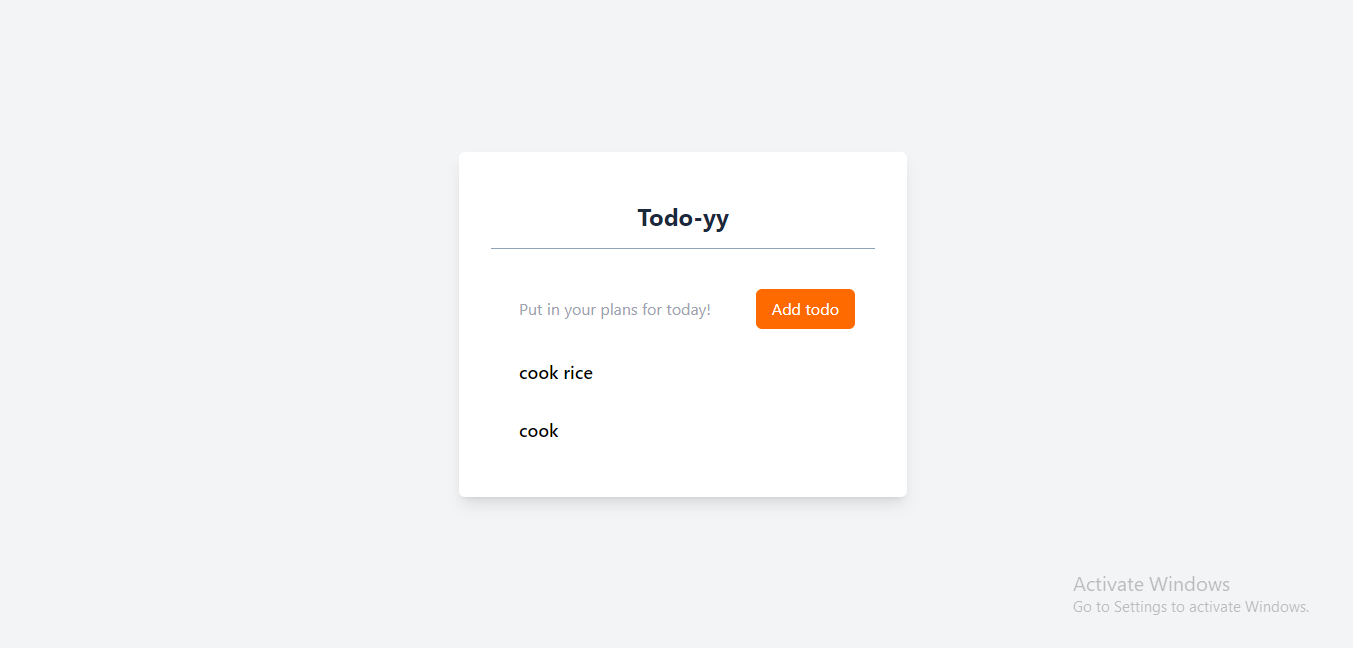 Todo-yy
Put in your plans for today!
Add todo
cook rice
cook
Activate Windows
Go to Settings to activate Windows.